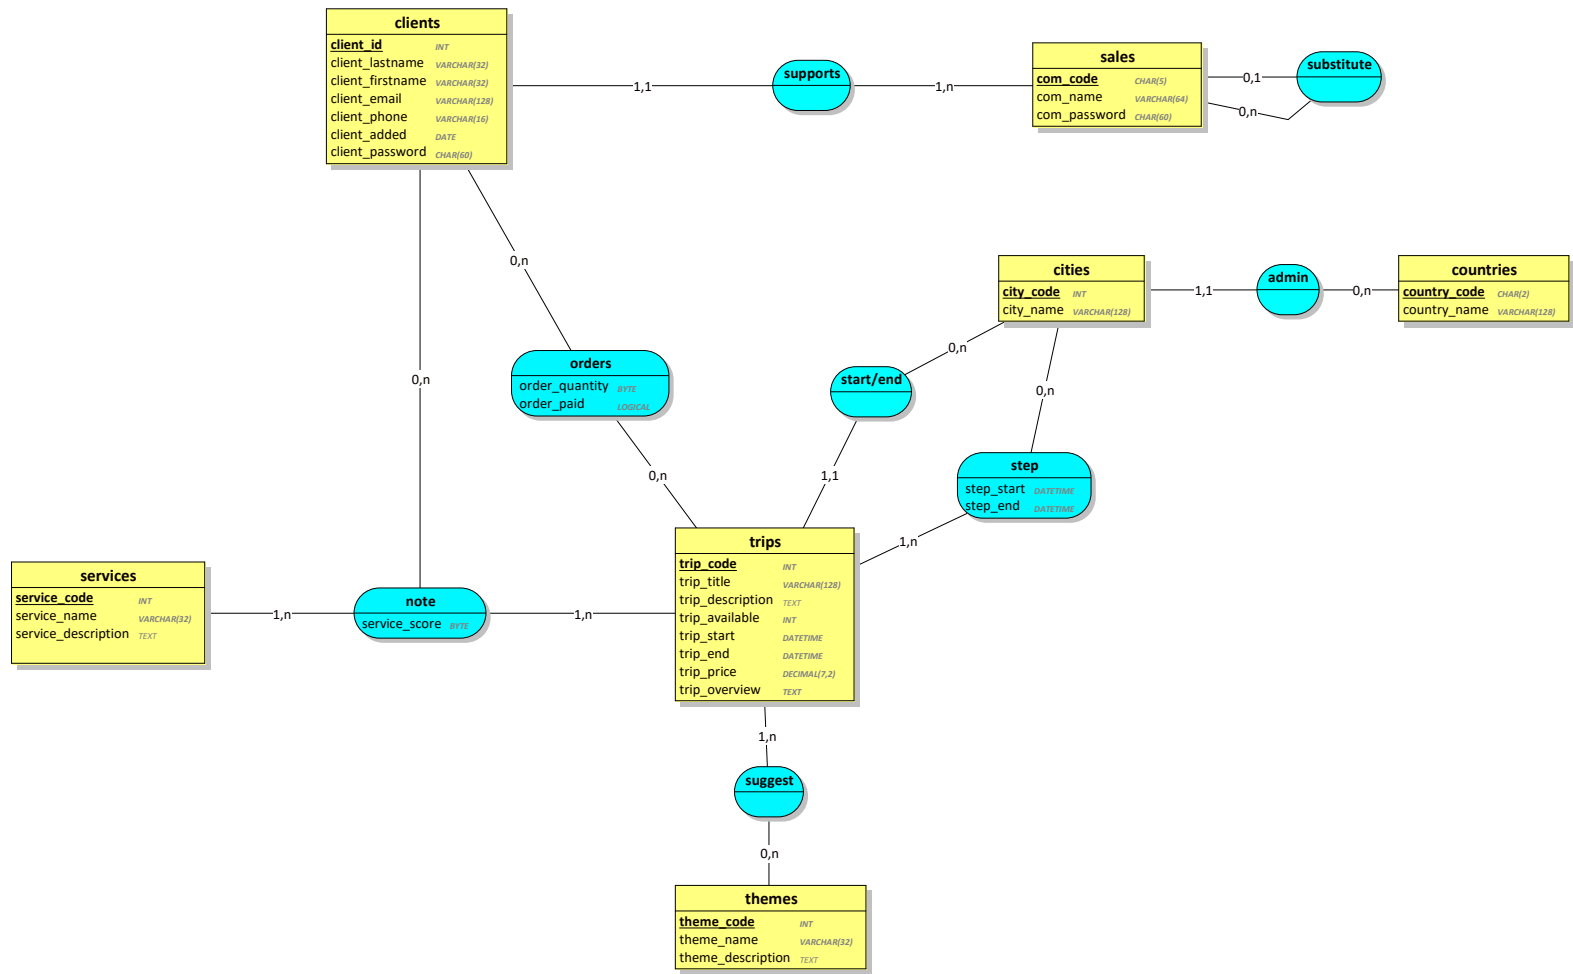 clients
client_id INT
client_lastname VARCHAR(32)
client_firstname VARCHAR(32)
client_email VARCHAR(128)
client_phone VARCHAR(16)
client_added DATE
client_password CHAR(60)
supports
1,1
1,n
sales
com_code CHAR(5)
com_name VARCHAR(64)
com_password CHAR(60)
substitute
0,1
0,n
0,n
cities
city_code INT
city_name VARCHAR(128)
admin
1,1
0,n
countries
country_code CHAR(2)
country_name VARCHAR(128)
orders
order_quantity BYTE
order_paid LOGICAL
0,n
0,n
start/end
0,n
0,n
1,1
step
step_start DATETIME
step_end DATETIME
0,n
1,n
trips
trip_code INT
trip_title VARCHAR(128)
trip_description TEXT
trip_available INT
trip_start DATETIME
trip_end DATETIME
trip_price DECIMAL(7,2)
trip_overview TEXT
services
service_code INT
service_name VARCHAR(32)
service_description TEXT
1,n
note
service_score BYTE
1,n
1,n
suggest
0,n
themes
theme_code INT
theme_name VARCHAR(32)
theme_description TEXT